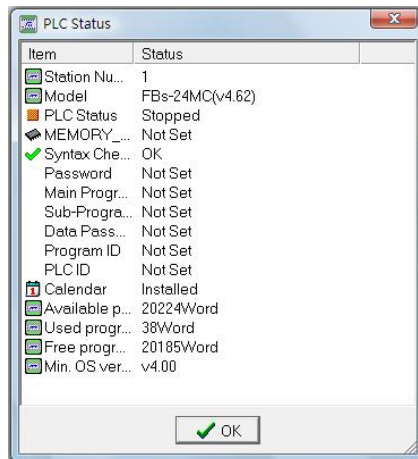 PLC Status
Item Status
Station Nu... 1
Model FBs-24MC(v4.62)
PLC Status Stopped
MEMORY_... Not Set
Syntax Che... OK
Password Not Set
Main Progr... Not Set
Sub-Progra... Not Set
Data Pass... Not Set
Program ID Not Set
PLC ID Not Set
Calendar Installed
Available p... 20224Word
Used progr... 38Word
Free progr... 20185Word
Min. OS ver... v4.00
OK